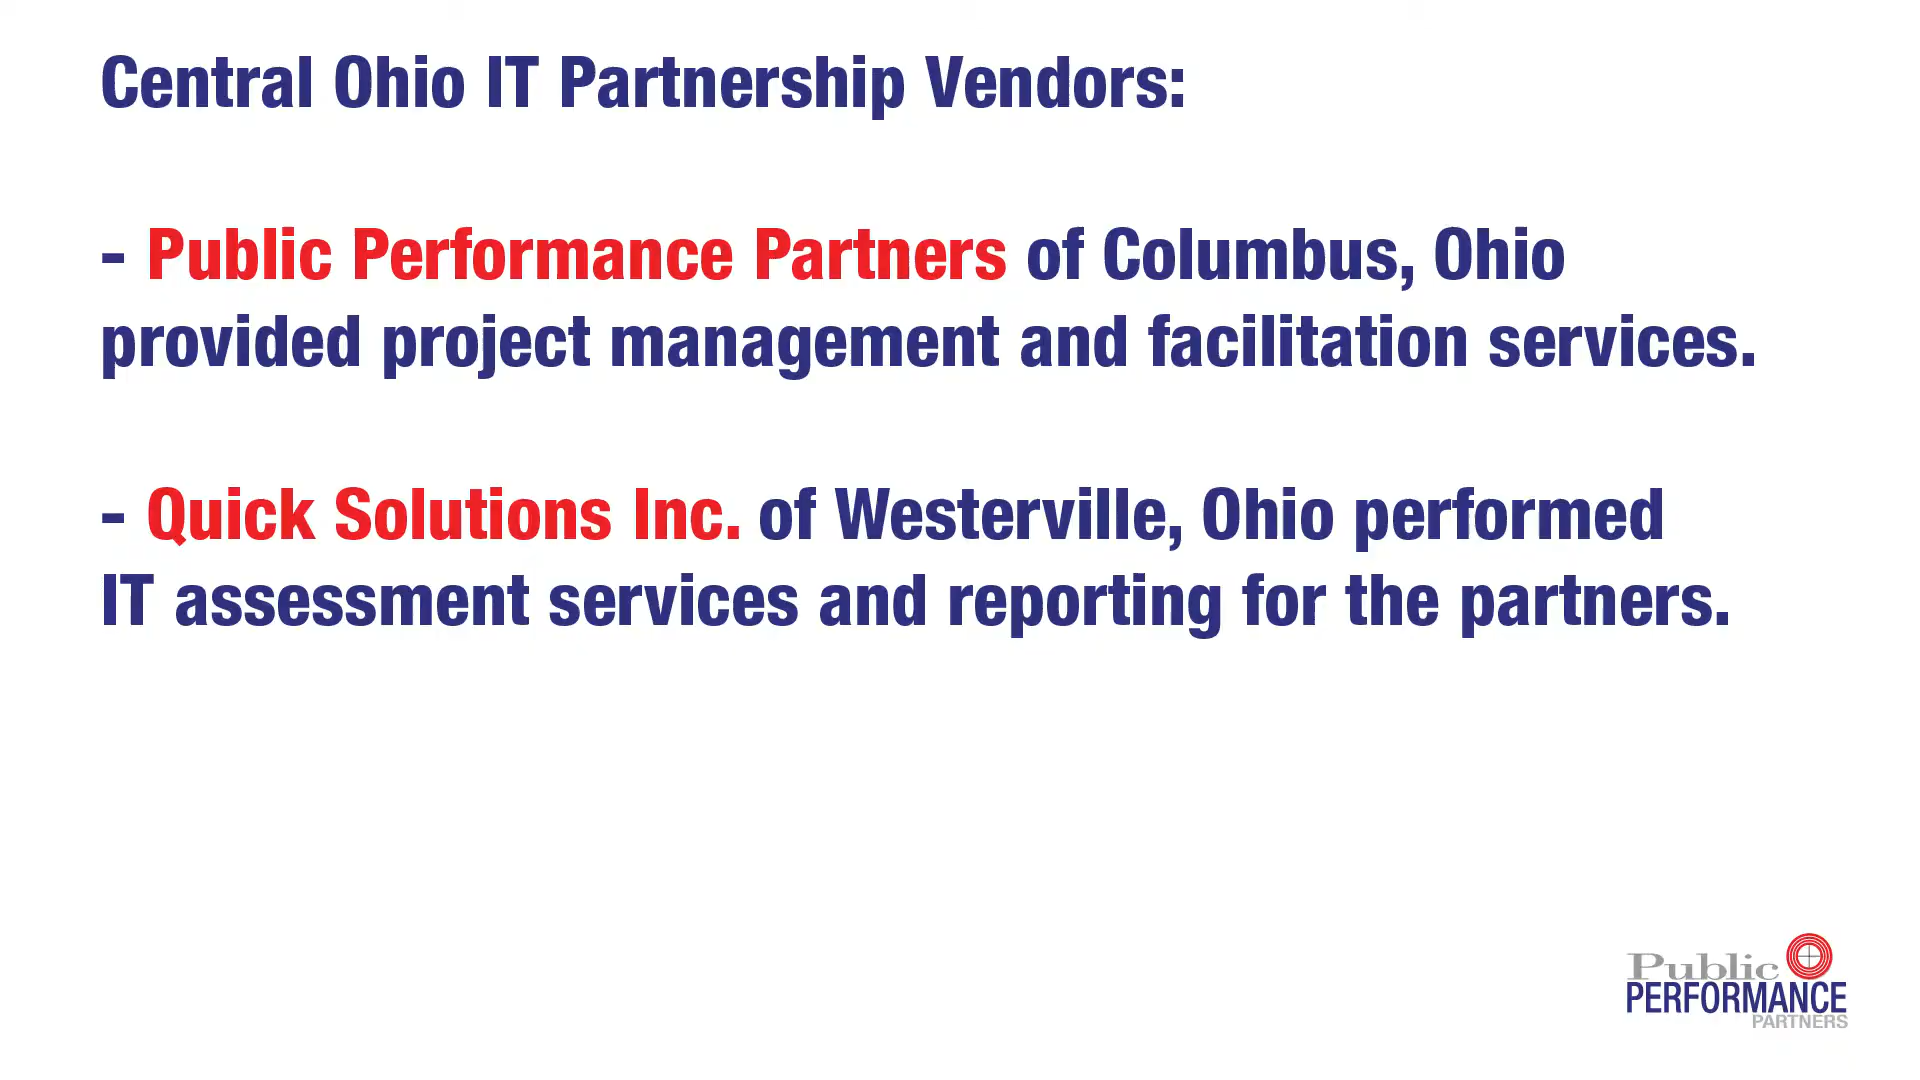 Central Ohio IT Partnership Vendors:
- Public Performance Partners of Columbus, Ohio
provided project management and facilitation services.
- Quick Solutions Inc. of Westerville, Ohio performed
IT assessment services and reporting for the partners.
Public
PERFORMANCE
PARTNERS